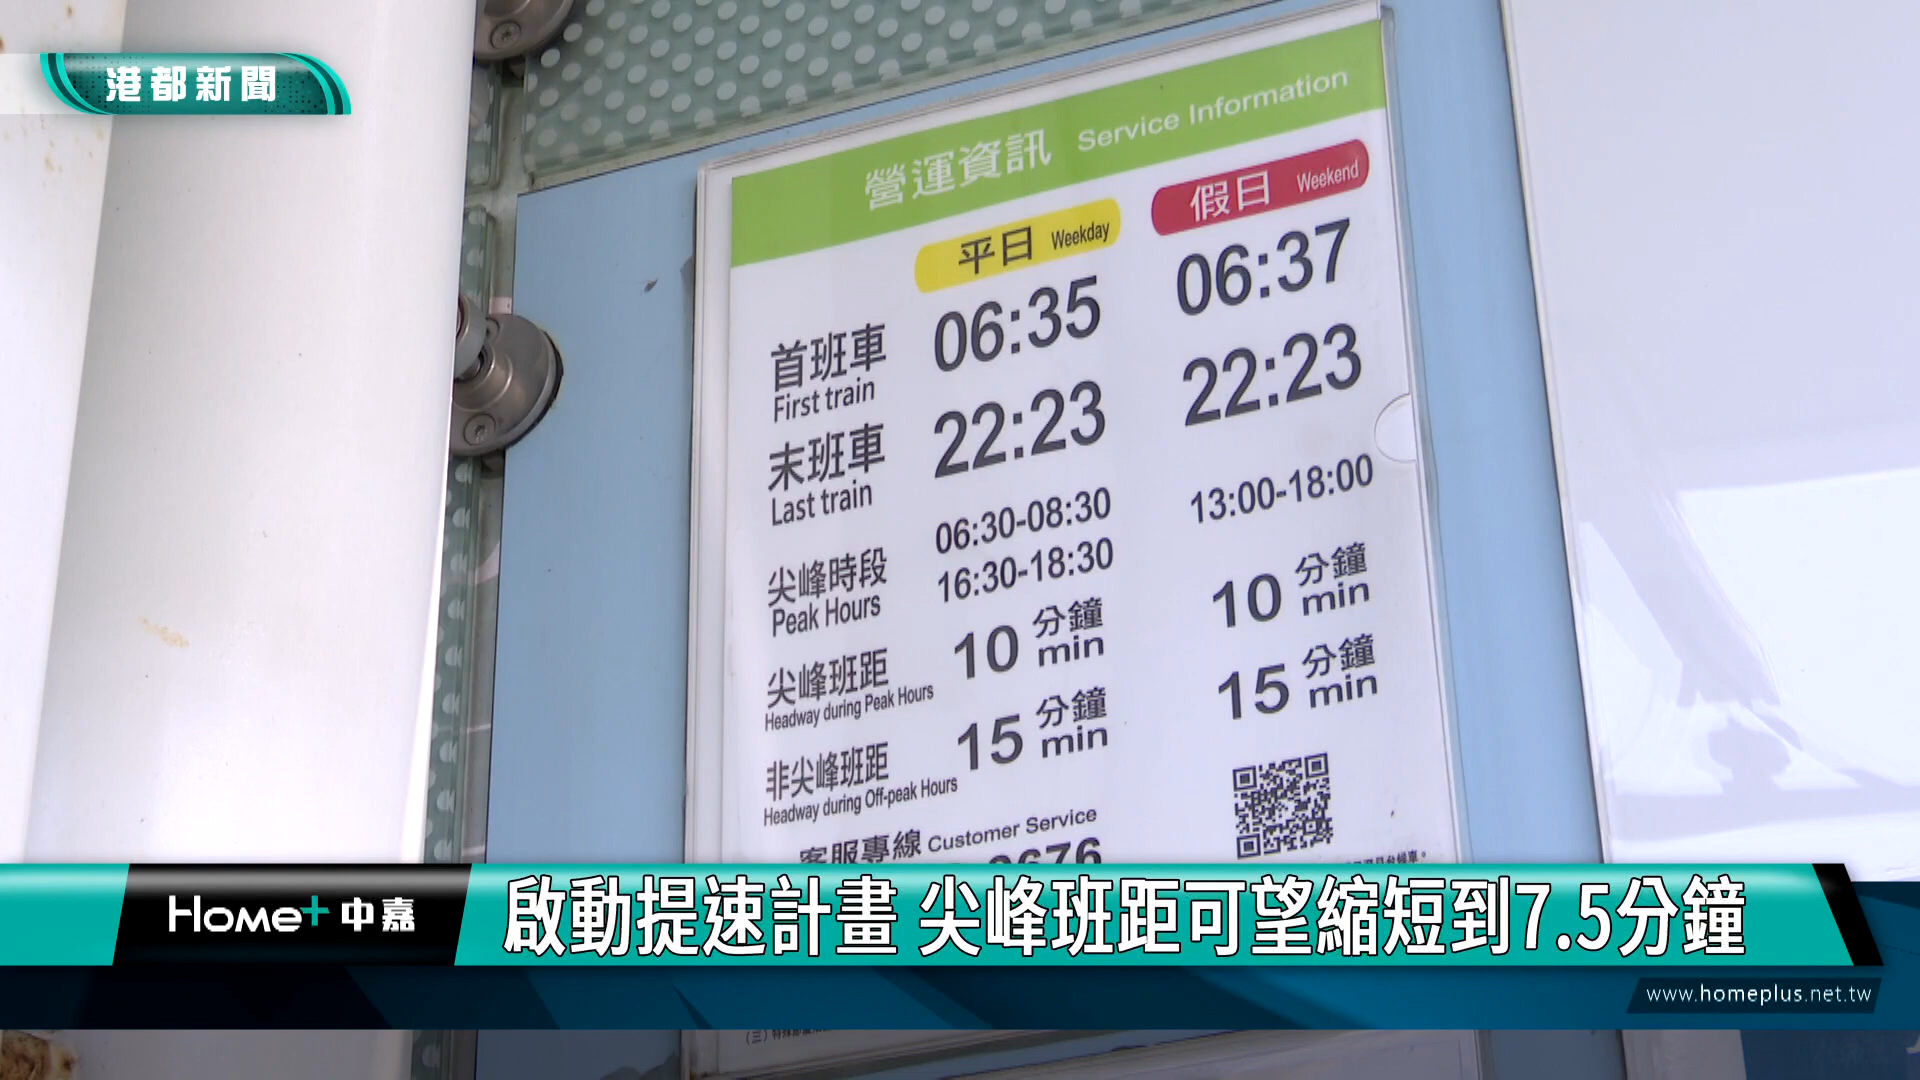 港都新聞
營運資訊 Service Information
平日 Weekday
假日 Weekend
首班車 06:35 06:37
First train
末班車 22:23 22:23
Last train
尖峰時段 06:30-08:30 13:00-18:00
Peak Hours 16:30-18:30
尖峰班距 10 分鐘 min 10 分鐘 min
Headway during Peak Hours
非尖峰班距 15 分鐘 min 15 分鐘 min
Headway during Off-peak Hours
客服專線 Customer Service
Home+中嘉
啟動提速計畫 尖峰班距可望縮短到7.5分鐘
www.homeplus.net.tw